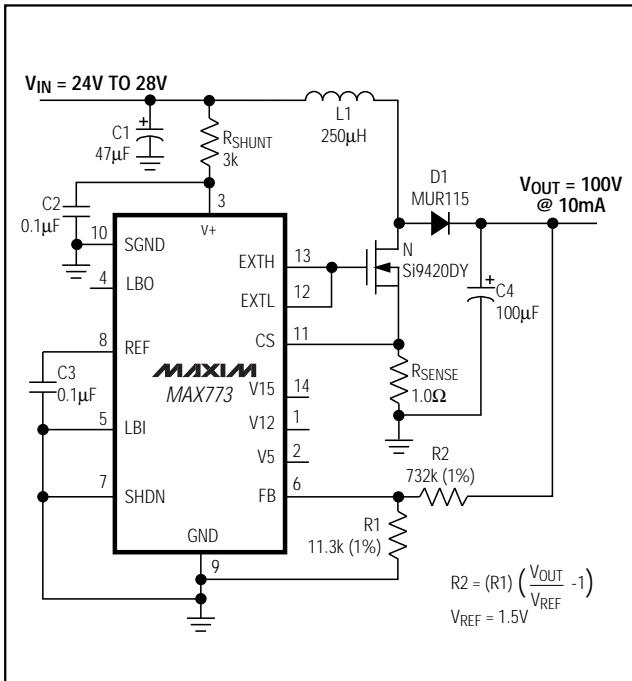 V_IN = 24V TO 28V
C1
47µF
R_SHUNT
3k
L1
250µH
D1
MUR115
V_OUT = 100V
@ 10mA
C2
0.1µF
3
V+
10
SGND
4
LBO
8
REF
C3
0.1µF
5
LBI
7
SHDN
GND
9
MAXIM
MAX773
EXTH
13
EXTL
12
CS
11
V15
14
V12
1
V5
2
FB
6
N
Si9420DY
+
C4
100µF
+
R_SENSE
1.0Ω
R2
732k (1%)
R1
11.3k (1%)
R2 = (R1) (V_OUT/V_REF -1)
V_REF = 1.5V